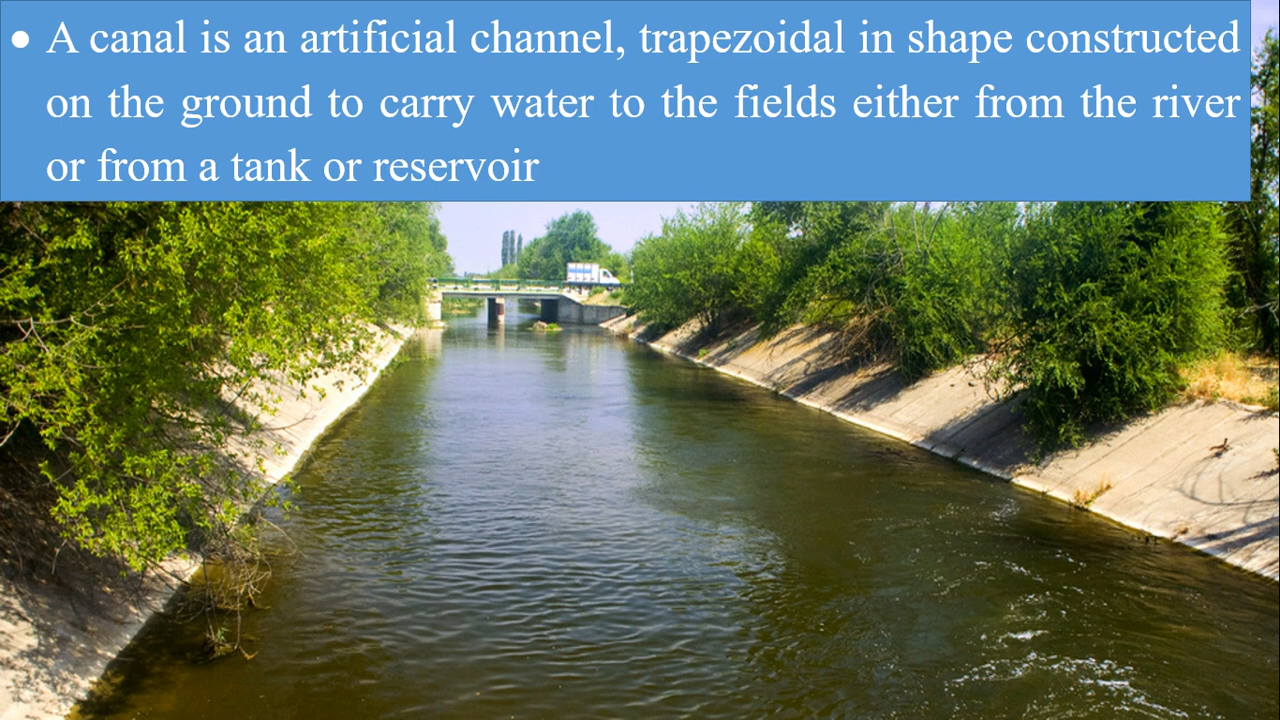 • A canal is an artificial channel, trapezoidal in shape constructed
on the ground to carry water to the fields either from the river
or from a tank or reservoir